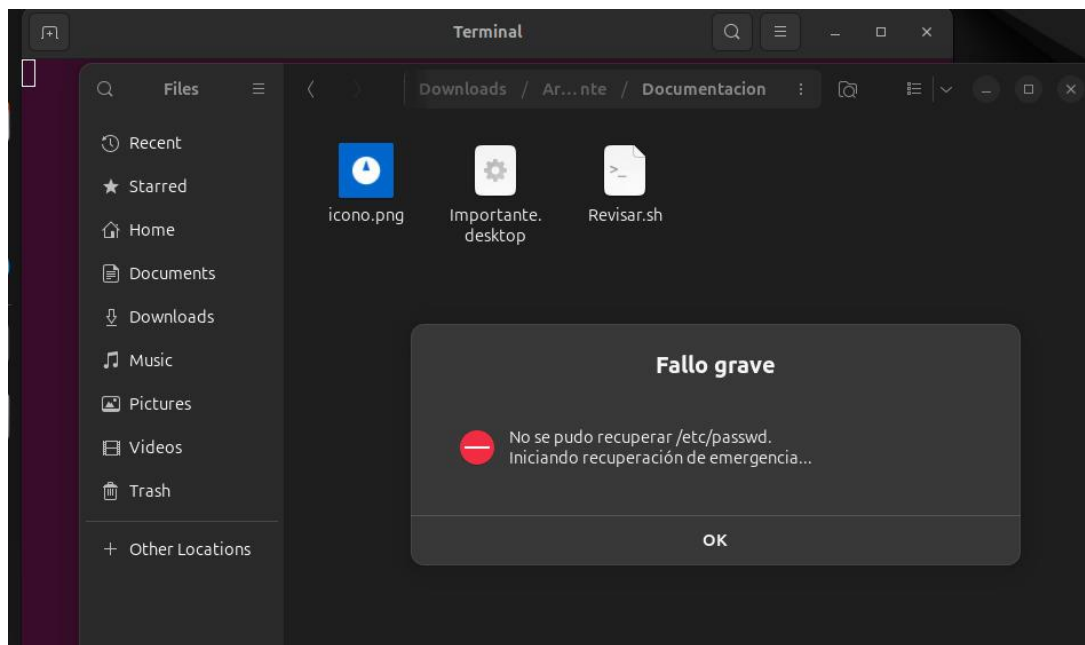 Terminal
Files
Downloads / Ar...nte / Documentacion
Recent
Starred
Home
Documents
Downloads
Music
Pictures
Videos
Trash
+ Other Locations
icono.png
Importante.
desktop
>_
Revisar.sh
Fallo grave
No se pudo recuperar /etc/passwd.
Iniciando recuperación de emergencia...
OK